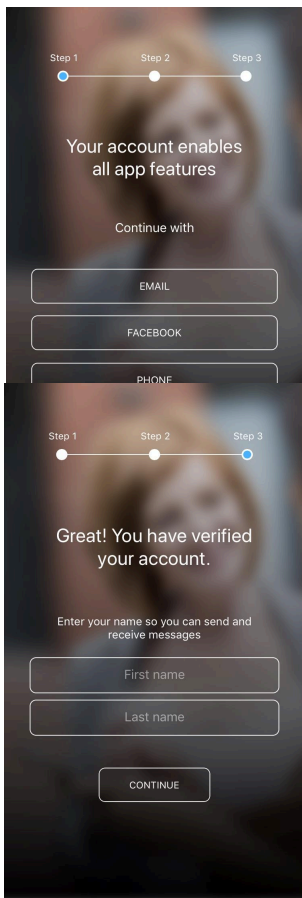 Step 1 Step 2 Step 3
Your account enables
all app features
Continue with
EMAIL
FACEBOOK
PHONE
Step 1 Step 2 Step 3
Great! You have verified
your account.
Enter your name so you can send and
receive messages
First name
Last name
CONTINUE